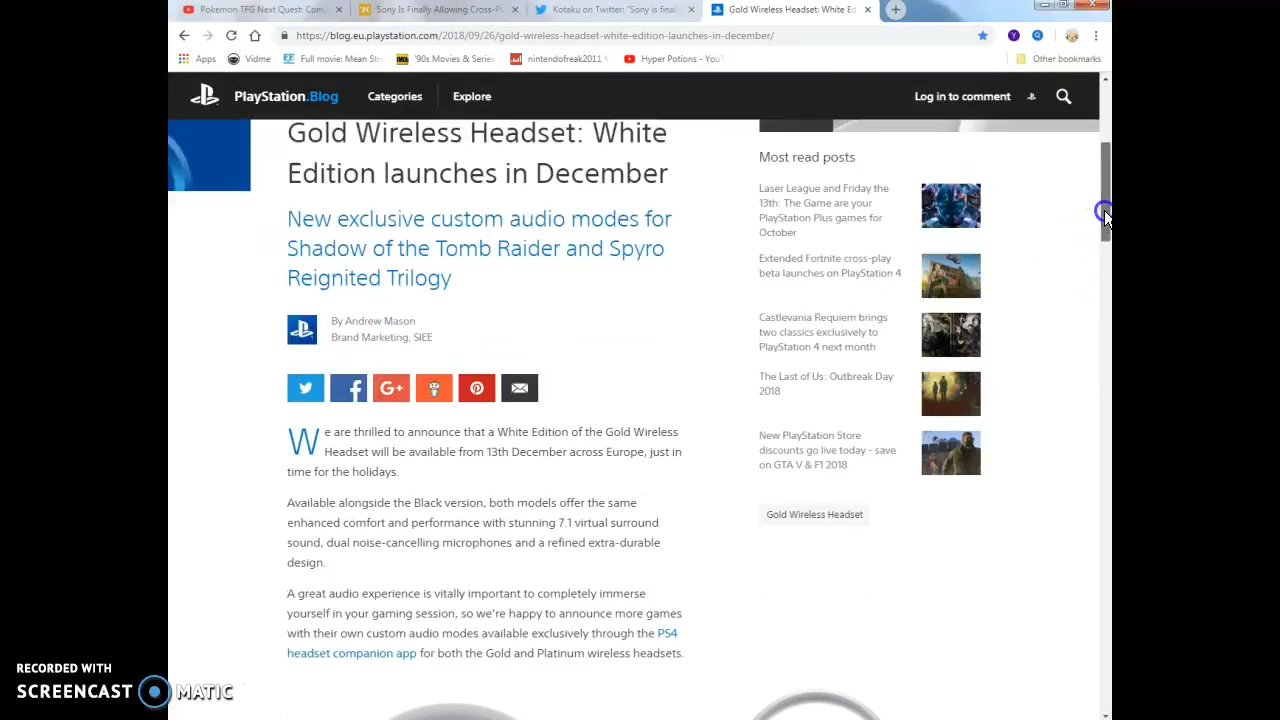 Pokemon TFG Next Quest: Com
Sony Is Finally Allowing Cross-P
Kotaku on Twitter: "Sony is final
Gold Wireless Headset: White Ed
https://blog.eu.playstation.com/2018/09/26/gold-wireless-headset-white-edition-launches-in-december/
Apps
Vidme
Full movie: Mean Stre
'90s Movies & Series
nintendofreak2011 Y
Hyper Potions - YouT
Other bookmarks
PlayStation.Blog
Categories
Explore
Log in to comment
Gold Wireless Headset: White
Edition launches in December
New exclusive custom audio modes for
Shadow of the Tomb Raider and Spyro
Reignited Trilogy
By Andrew Mason
Brand Marketing, SIEE
We are thrilled to announce that a White Edition of the Gold Wireless
Headset will be available from 13th December across Europe, just in
time for the holidays.
Available alongside the Black version, both models offer the same
enhanced comfort and performance with stunning 7.1 virtual surround
sound, dual noise-cancelling microphones and a refined extra-durable
design.
A great audio experience is vitally important to completely immerse
yourself in your gaming session, so we're happy to announce more games
with their own custom audio modes available exclusively through the PS4
headset companion app for both the Gold and Platinum wireless headsets.
Most read posts
Laser League and Friday the
13th: The Game are your
PlayStation Plus games for
October
Extended Fortnite cross-play
beta launches on PlayStation 4
Castlevania Requiem brings
two classics exclusively to
PlayStation 4 next month
The Last of Us: Outbreak Day
2018
New PlayStation Store
discounts go live today - save
on GTA V & F1 2018
Gold Wireless Headset
RECORDED WITH
SCREENCAST MATIC